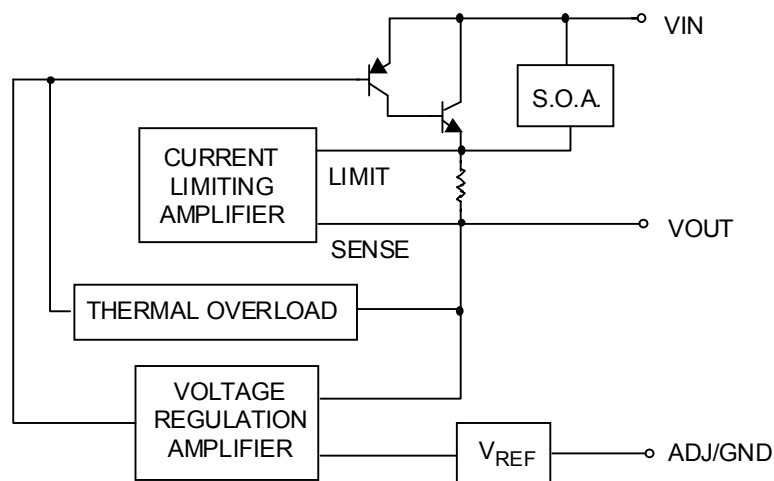 VIN
S.O.A.
CURRENT
LIMITING
AMPLIFIER
LIMIT
SENSE
VOUT
THERMAL OVERLOAD
VOLTAGE
REGULATION
AMPLIFIER
VREF
ADJ/GND